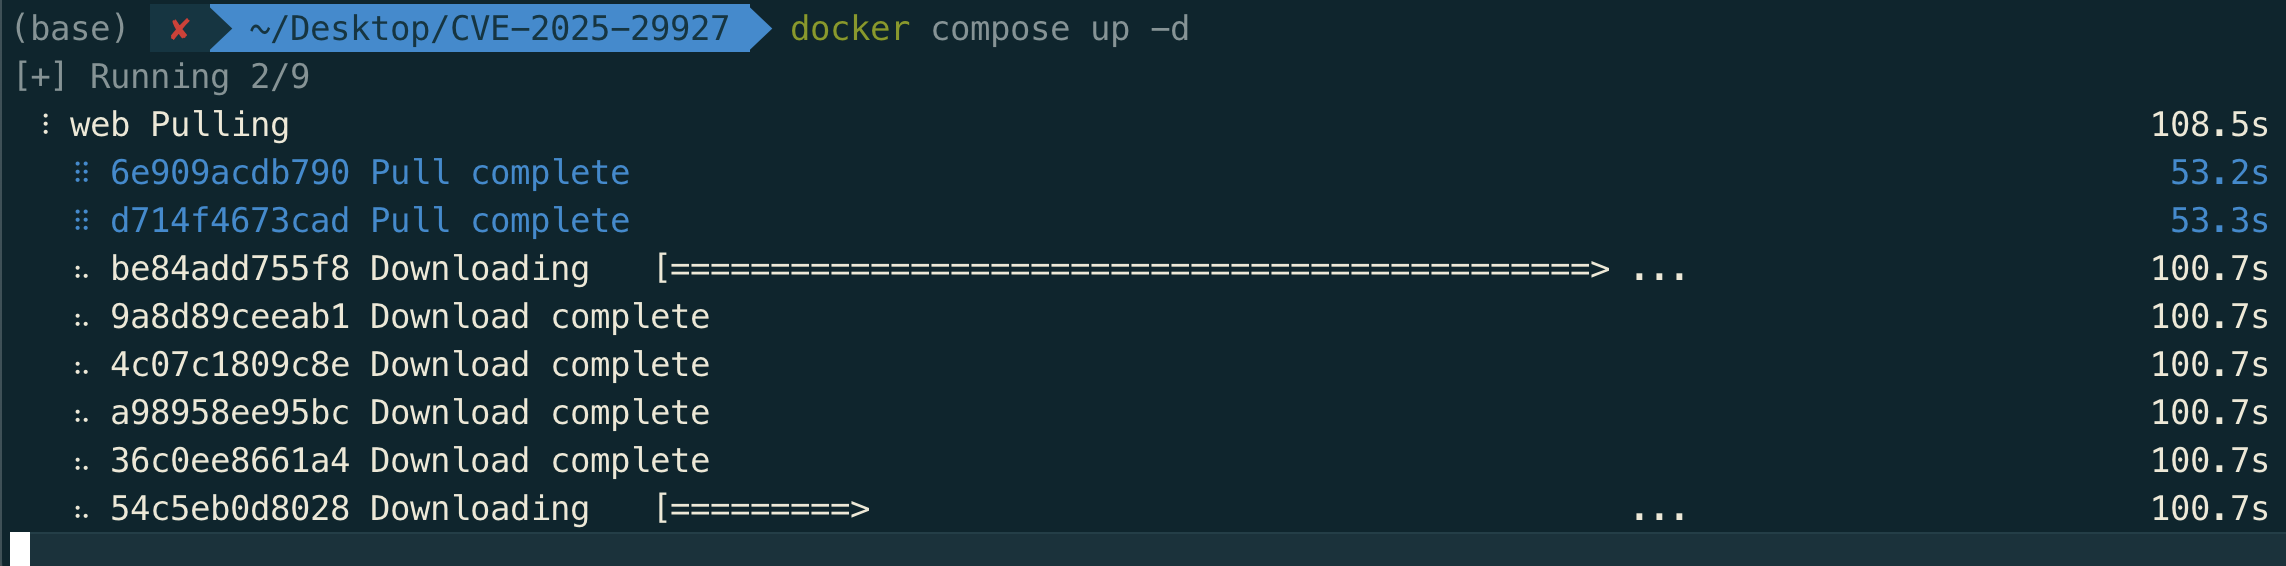 (base) ✘ ~/Desktop/CVE-2025-29927 docker compose up -d
[+] Running 2/9
⠸ web Pulling 108.5s
⠿ 6e909acdb790 Pull complete 53.2s
⠿ d714f4673cad Pull complete 53.3s
⠦ be84add755f8 Downloading [==============================================> ... 100.7s
⠦ 9a8d89ceeab1 Download complete 100.7s
⠦ 4c07c1809c8e Download complete 100.7s
⠦ a98958ee95bc Download complete 100.7s
⠦ 36c0ee8661a4 Download complete 100.7s
⠦ 54c5eb0d8028 Downloading [=========> ... 100.7s